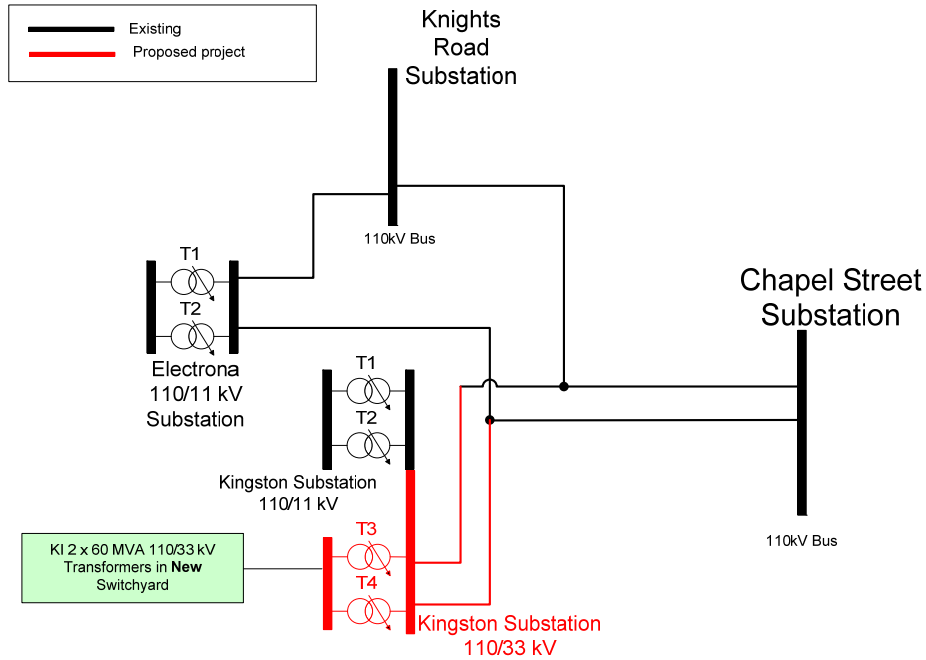 Existing
Proposed project
Knights
Road
Substation
110kV Bus
T1
T2
Electrona
110/11 kV
Substation
Chapel Street
Substation
110kV Bus
T1
T2
Kingston Substation
110/11 kV
T3
T4
KI 2 x 60 MVA 110/33 kV
Transformers in New
Switchyard
Kingston Substation
110/33 kV